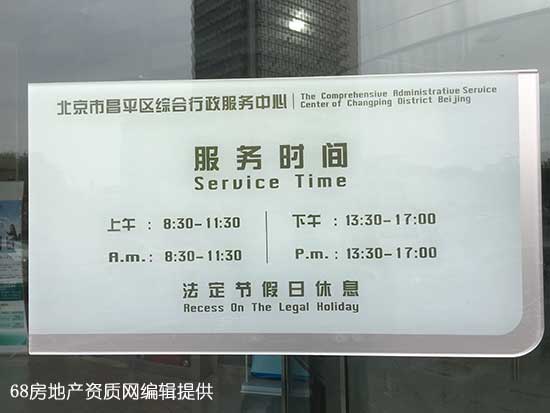 北京市昌平区综合行政服务中心 The Comprehensive Administrative Service
Center of Changping District Beijing
服务时间
Service Time
上午 : 8:30-11:30 下午 : 13:30-17:00
A.m.: 8:30-11:30 P.m.: 13:30-17:00
法定节假日休息
Recess On The Legal Holiday
68房地产资质网编辑提供